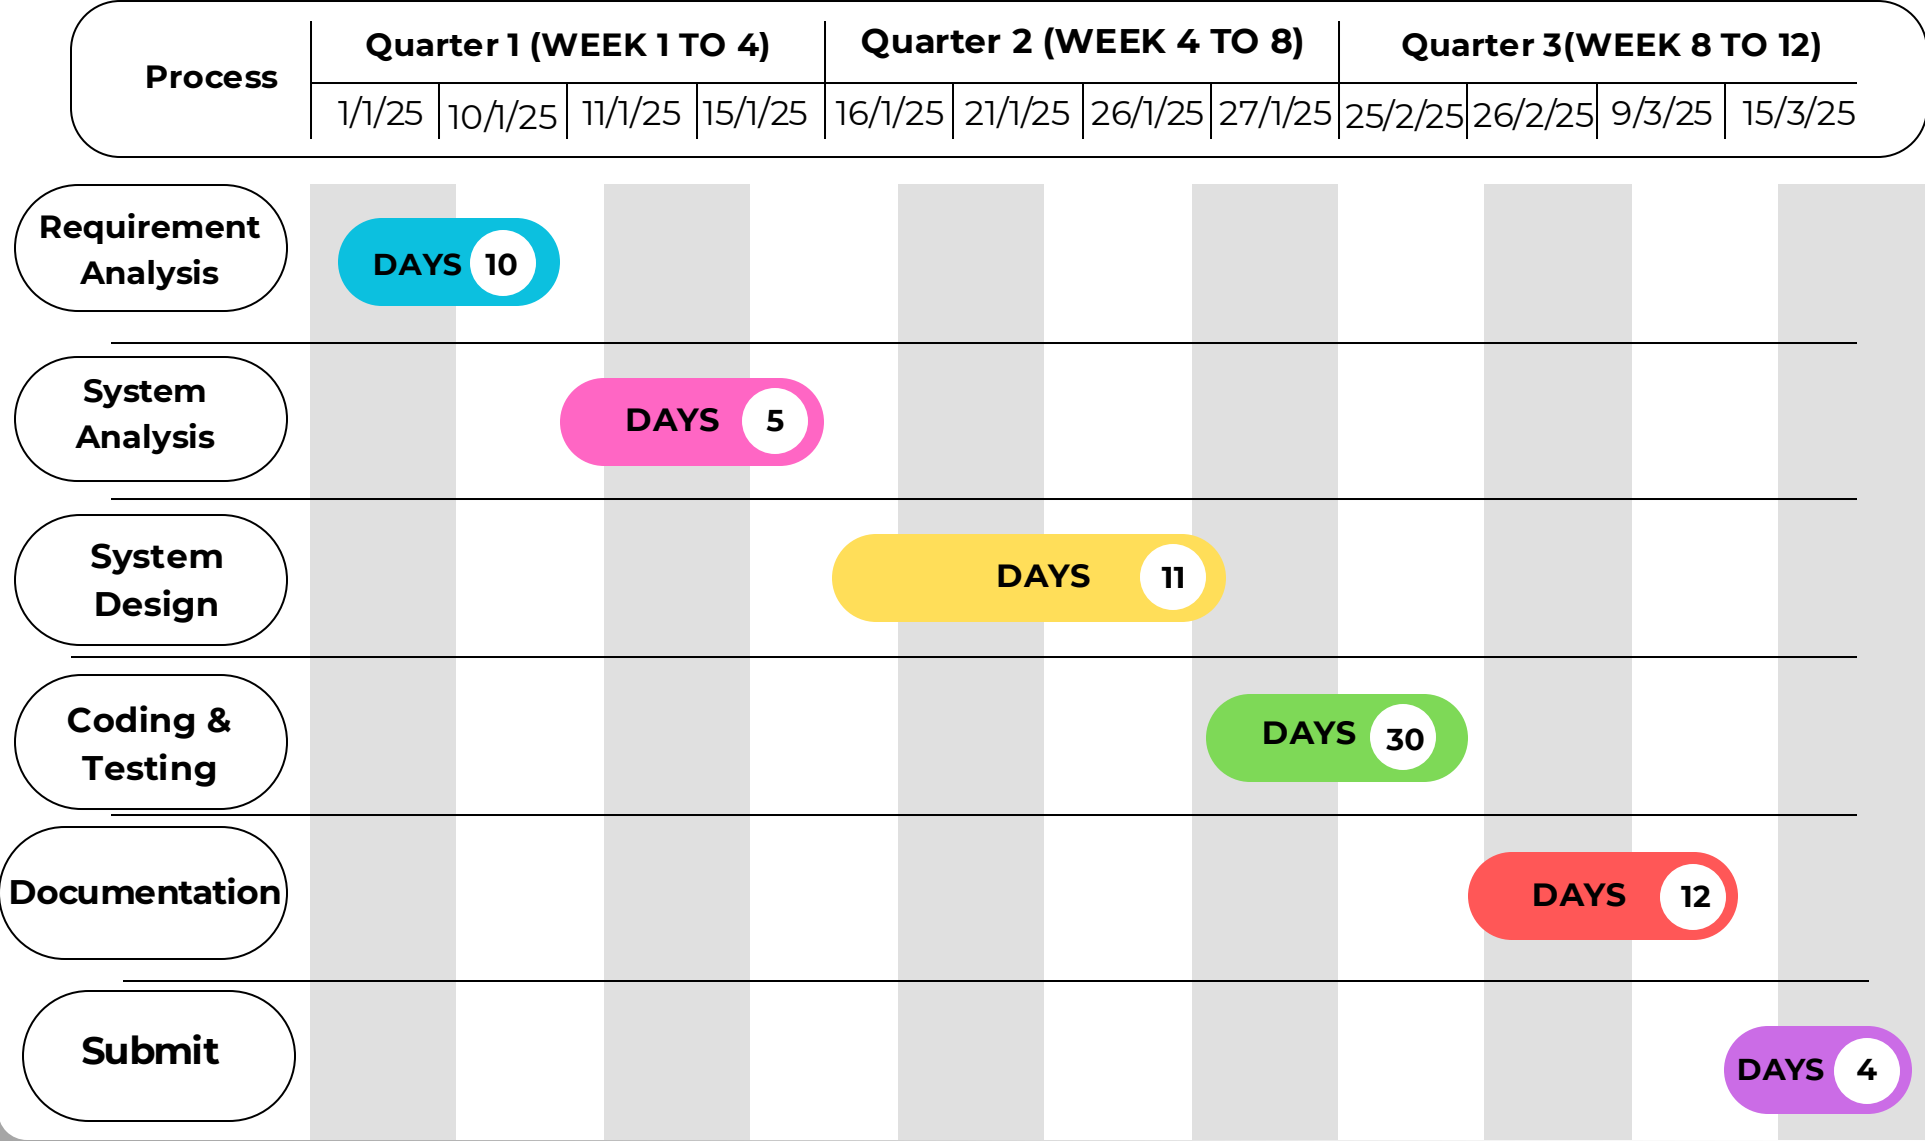 Process
Quarter 1 (WEEK 1 TO 4)
Quarter 2 (WEEK 4 TO 8)
Quarter 3(WEEK 8 TO 12)
1/1/25
10/1/25
11/1/25
15/1/25
16/1/25
21/1/25
26/1/25
27/1/25
25/2/25
26/2/25
9/3/25
15/3/25
Requirement
Analysis
DAYS 10
System
Analysis
DAYS 5
System
Design
DAYS 11
Coding &
Testing
DAYS 30
Documentation
DAYS 12
Submit
DAYS 4